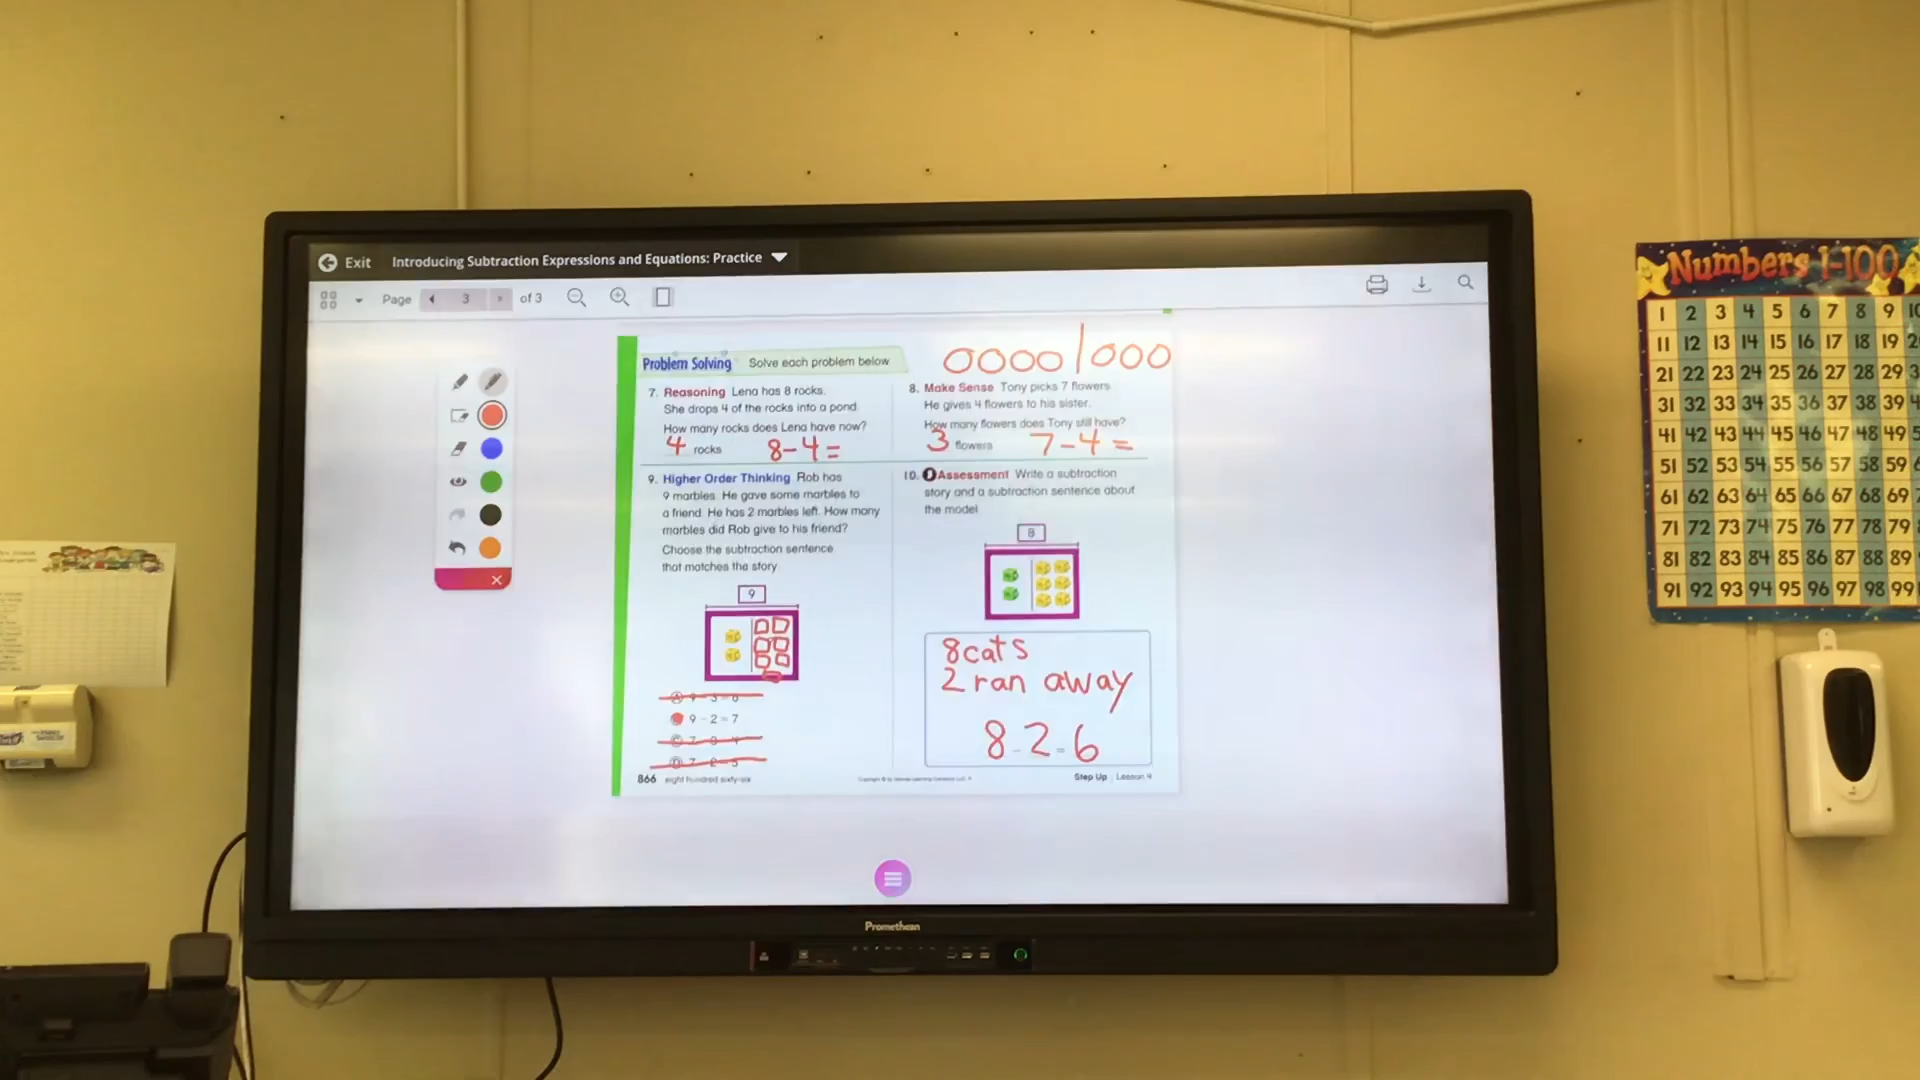 Exit Introducing Subtraction Expressions and Equations: Practice
Page 3 of 3
Problem Solving Solve each problem below
7. Reasoning Lena has 8 rocks.
She drops 4 of the rocks into a pond
How many rocks does Lena have now?
4 rocks 8-4=
8. Make Sense Tony picks 7 flowers
He gives 4 flowers to his sister.
How many flowers does Tony still have?
3 flowers 7-4=
9. Higher Order Thinking Rob has
9 marbles. He gave some marbles to
a friend. He has 2 marbles left. How many
marbles did Rob give to his friend?
Choose the subtraction sentence
that matches the story
9
9 - 2 = 7
10. Assessment Write a subtraction
story and a subtraction sentence about
the model
8
8 cats
2 ran away
8 - 2 = 6
866 eight hundred sixty-six
Step Up Lesson 4
Promethean
Numbers 1-100
1 2 3 4 5 6 7 8 9
11 12 13 14 15 16 17 18 19
21 22 23 24 25 26 27 28 29
31 32 33 34 35 36 37 38 39
41 42 43 44 45 46 47 48 49
51 52 53 54 55 56 57 58 59
61 62 63 64 65 66 67 68 69
71 72 73 74 75 76 77 78 79
81 82 83 84 85 86 87 88 89
91 92 93 94 95 96 97 98 99